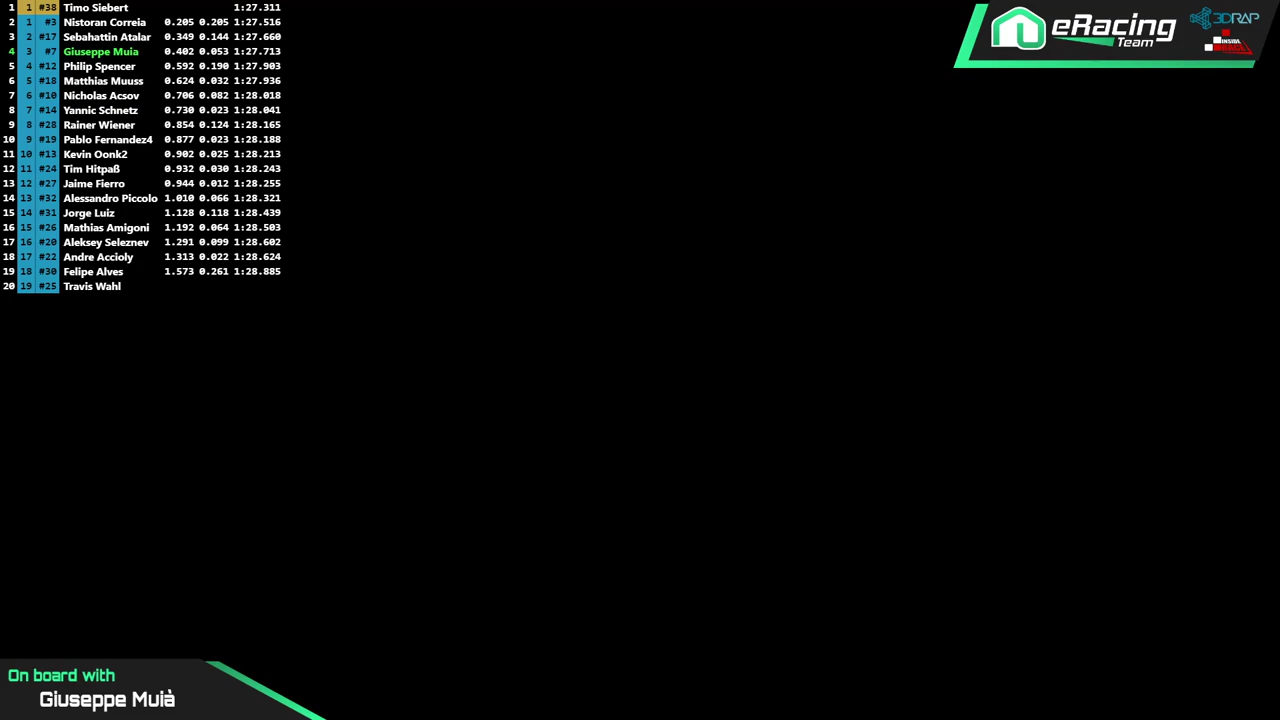 1 1 #38 Timo Siebert 1:27.311
2 1 #3 Nistoran Correia 0.205 0.205 1:27.516
3 2 #17 Sebahattin Atalar 0.349 0.144 1:27.660
4 3 #7 Giuseppe Muia 0.402 0.053 1:27.713
5 4 #12 Philip Spencer 0.592 0.190 1:27.903
6 5 #18 Matthias Muuss 0.624 0.032 1:27.936
7 6 #10 Nicholas Acsov 0.706 0.082 1:28.018
8 7 #14 Yannic Schnetz 0.730 0.023 1:28.041
9 8 #28 Rainer Wiener 0.854 0.124 1:28.165
10 9 #19 Pablo Fernandez4 0.877 0.023 1:28.188
11 10 #13 Kevin Oonk2 0.902 0.025 1:28.213
12 11 #24 Tim Hitpaß 0.932 0.030 1:28.243
13 12 #27 Jaime Fierro 0.944 0.012 1:28.255
14 13 #32 Alessandro Piccolo 1.010 0.066 1:28.321
15 14 #31 Jorge Luiz 1.128 0.118 1:28.439
16 15 #26 Mathias Amigoni 1.192 0.064 1:28.503
17 16 #20 Aleksey Seleznev 1.291 0.099 1:28.602
18 17 #22 Andre Accioly 1.313 0.022 1:28.624
19 18 #30 Felipe Alves 1.573 0.261 1:28.885
20 19 #25 Travis Wahl
eRacing
Team
3DRAP
INSIDE
On board with
Giuseppe Muià